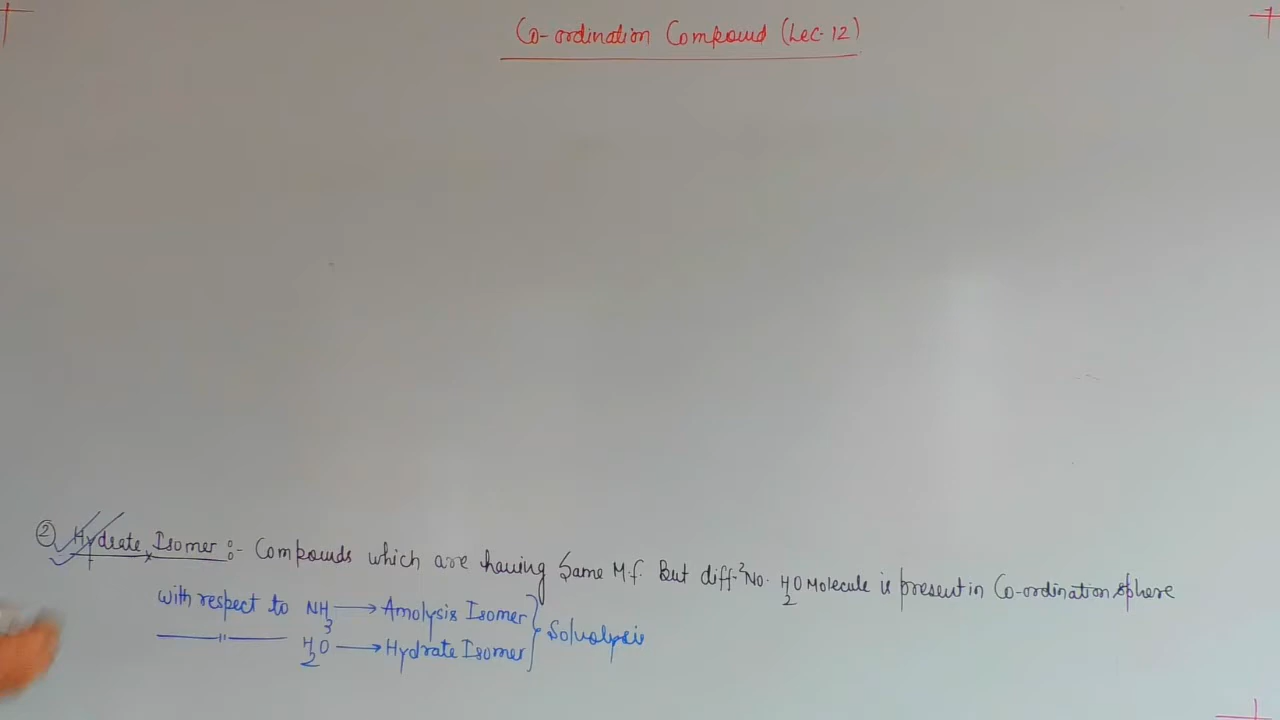 Co-ordination Compound (Lec-12)
② Hydrate Isomer :- Compounds which are having Same M.f. But diff-² No. H₂O Molecule is present in Co-ordination sphere
with respect to NH₃ → Amolysis Isomer
—— 〃 —— H₂O → Hydrate Isomer } Solvolysis